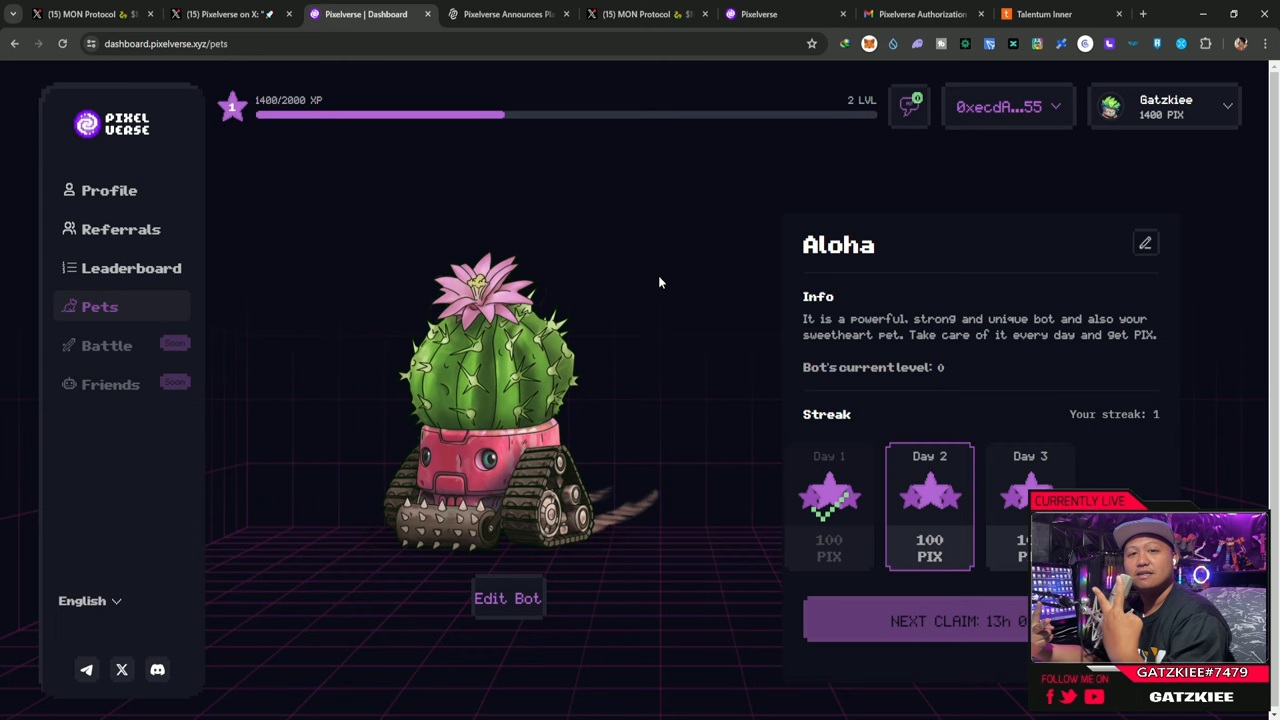 (15) MON Protocol
(15) Pixelverse on X: "
Pixelverse | Dashboard
Pixelverse Announces Pl
(15) MON Protocol
Pixelverse
Pixelverse Authorization
Talentum Inner
dashboard.pixelverse.xyz/pets
PIXEL
VERSE
1
1400/2000 XP
2 LVL
0
0xecdA...55
Gatzkiee
1400 PIX
Profile
Referrals
Leaderboard
Pets
Battle
Soon
Friends
Soon
English
Edit Bot
Aloha
Info
It is a powerful, strong and unique bot and also your
sweetheart pet. Take care of it every day and get PIX.
Bot's current level: 0
Streak
Your streak: 1
Day 1
100
PIX
Day 2
100
PIX
Day 3
NEXT CLAIM: 13h 0
CURRENTLY LIVE
GATZKIEE#7479
FOLLOW ME ON
GATZKIEE